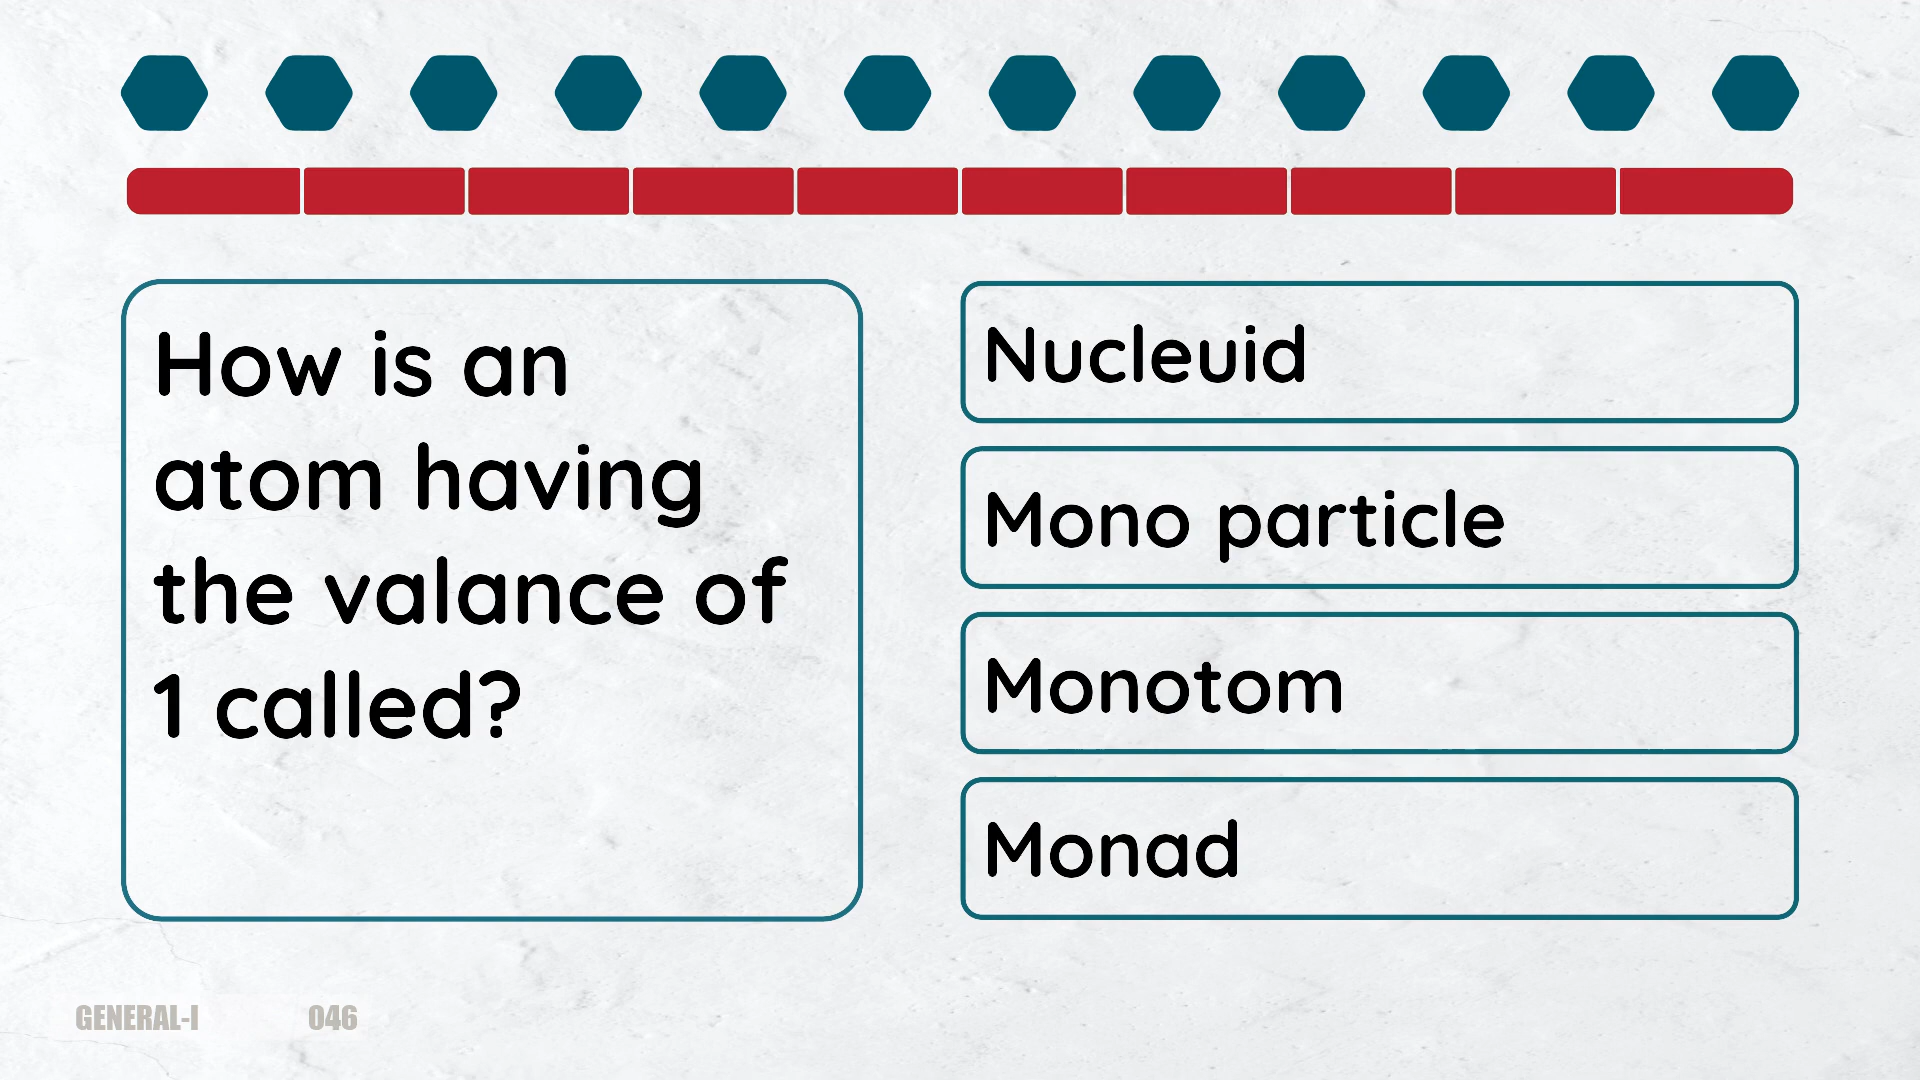 How is an
atom having
the valance of
1 called?
Nucleuid
Mono particle
Monotom
Monad
GENERAL-I 046